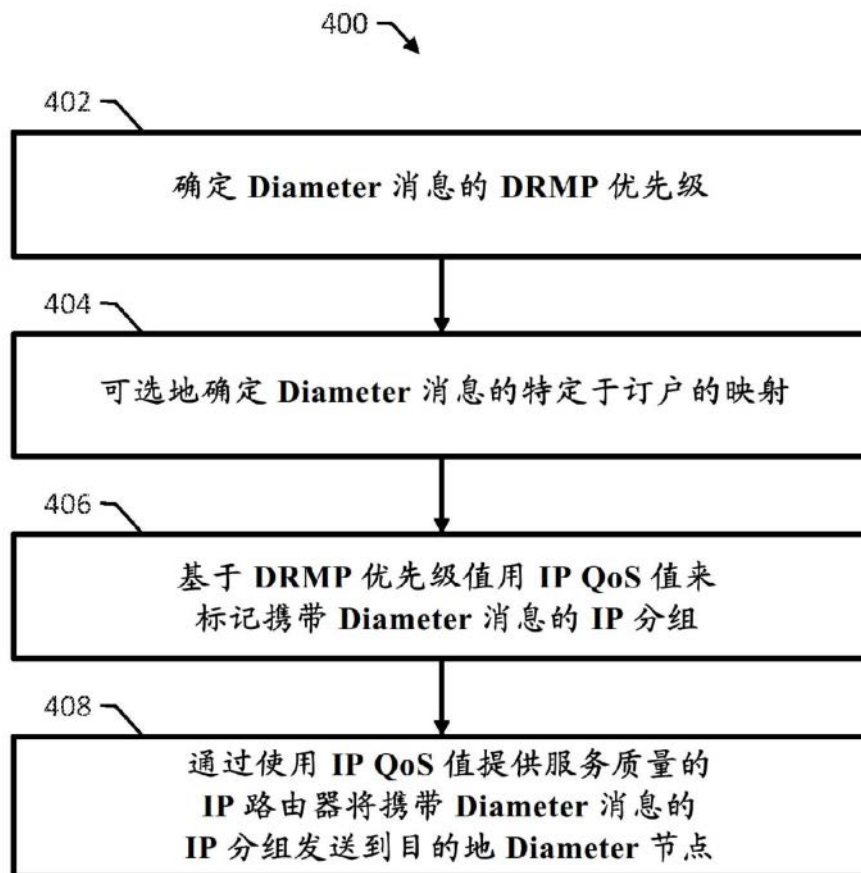 400
402
确定 Diameter 消息的 DRMP 优先级
404
可选地确定 Diameter 消息的特定于订户的映射
406
基于 DRMP 优先级值用 IP QoS 值来
标记携带 Diameter 消息的 IP 分组
408
通过使用 IP QoS 值提供服务质量的
IP 路由器将携带 Diameter 消息的
IP 分组发送到目的地 Diameter 节点